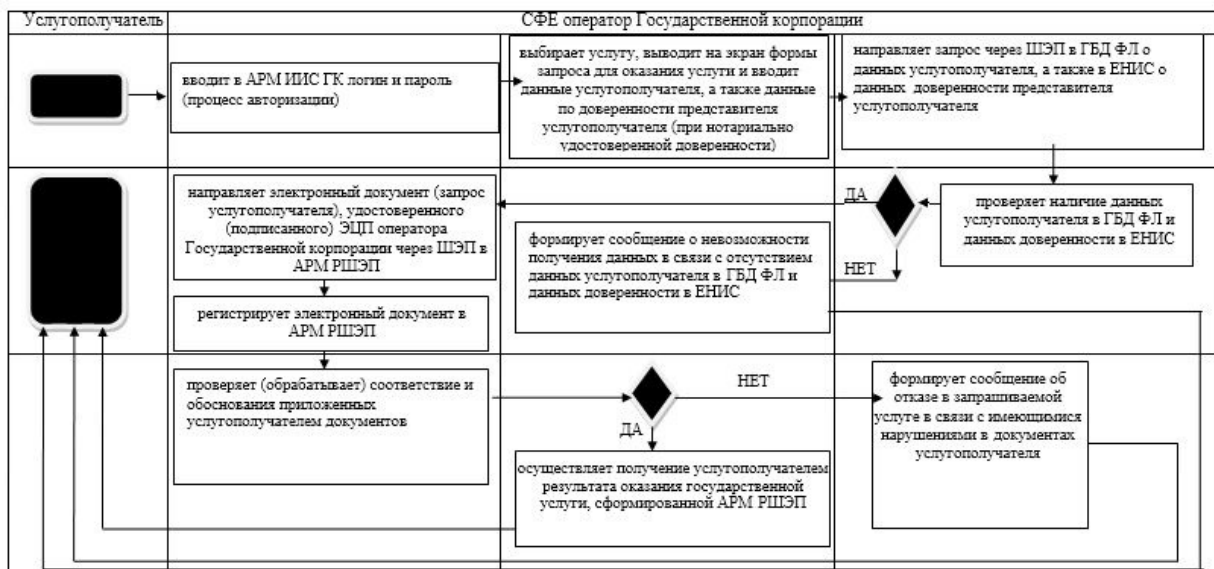 Услугополучатель
СФЕ оператор Государственной корпорации
вводит в АРМ ИИС ГК логин и пароль
(процесс авторизации)
выбирает услугу, выводит на экран формы
запроса для оказания услуги и вводит
данные услугополучателя, а также данные
по доверенности представителя
услугополучателя (при нотариально
удостоверенной доверенности)
направляет запрос через ШЭП в ГБД ФЛ о
данных услугополучателя, а также в ЕНИС о
данных доверенности представителя
услугополучателя
проверяет наличие данных
услугополучателя в ГБД ФЛ и
данных доверенности в ЕНИС
ДА
НЕТ
направляет электронный документ (запрос
услугополучателя), удостоверенного
(подписанного) ЭЦП оператора
Государственной корпорации через ШЭП в
АРМ РШЭП
формирует сообщение о невозможности
получения данных в связи с отсутствием
данных услугополучателя в ГБД ФЛ и
данных доверенности в ЕНИС
регистрирует электронный документ в
АРМ РШЭП
проверяет (обрабатывает) соответствие и
обоснования приложенных
услугополучателем документов
НЕТ
ДА
формирует сообщение об
отказе в запрашиваемой
услуге в связи с имеющимися
нарушениями в документах
услугополучателя
осуществляет получение услугополучателем
результата оказания государственной
услуги, сформированной АРМ РШЭП